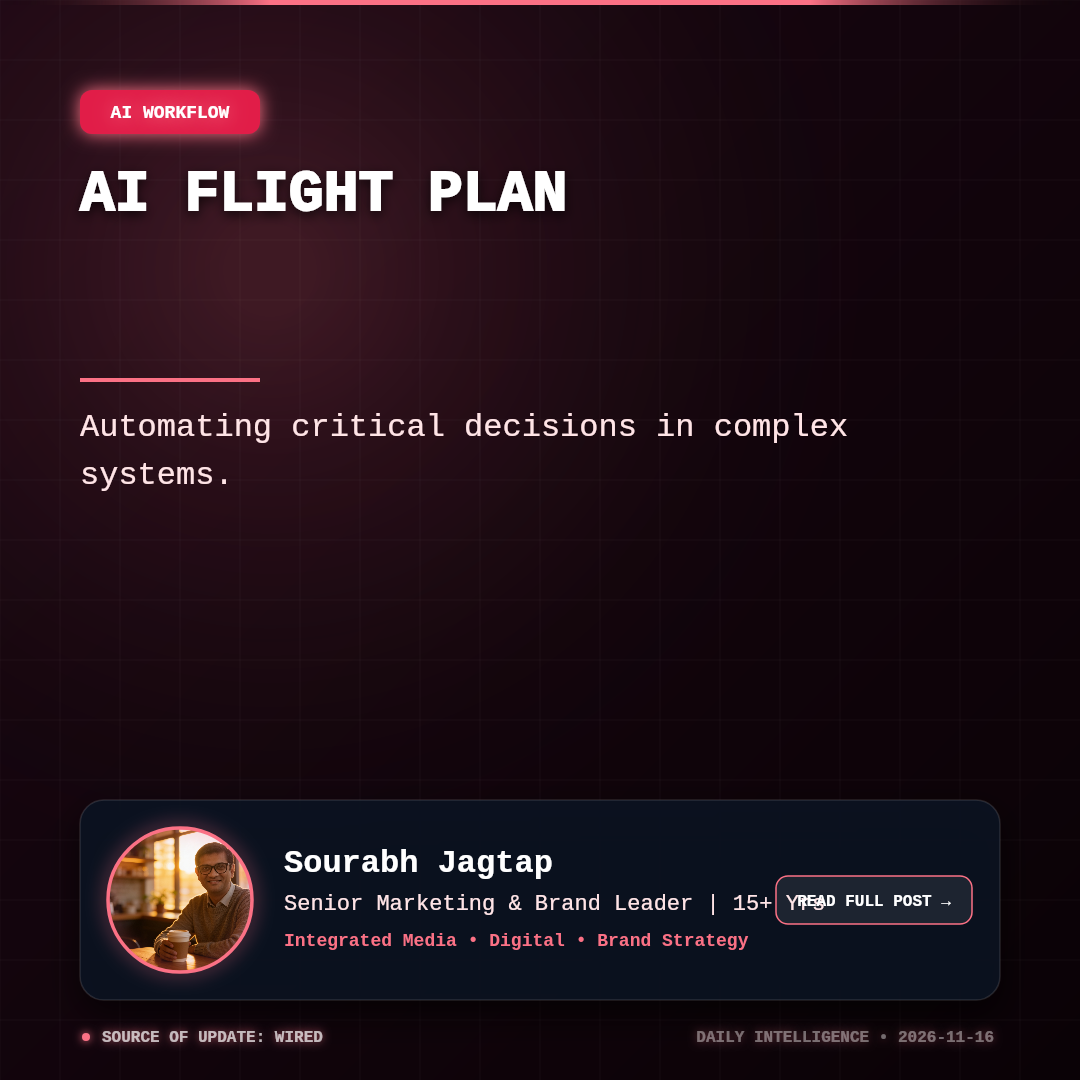 AI WORKFLOW
AI FLIGHT PLAN
Automating critical decisions in complex
systems.
Sourabh Jagtap
Senior Marketing & Brand Leader | 15+ Yrs
READ FULL POST →
Integrated Media • Digital • Brand Strategy
SOURCE OF UPDATE: WIRED
DAILY INTELLIGENCE • 2026-11-16